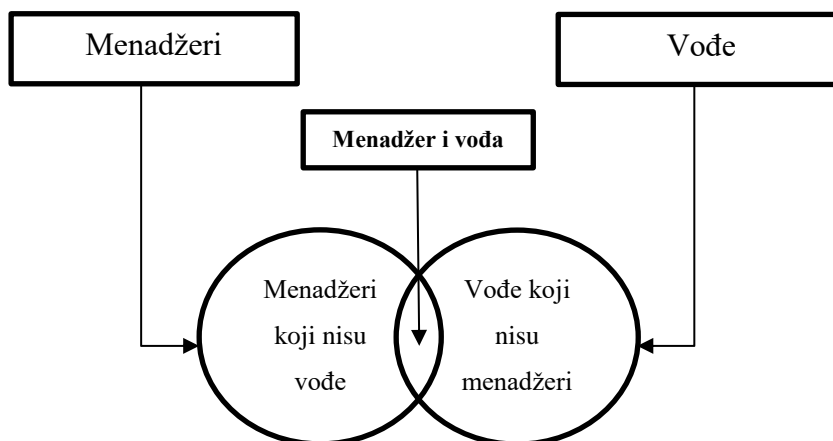 Menadžeri
Vođe
Menadžer i vođa
Menadžeri
koji nisu
vođe
Vođe koji
nisu
menadžeri